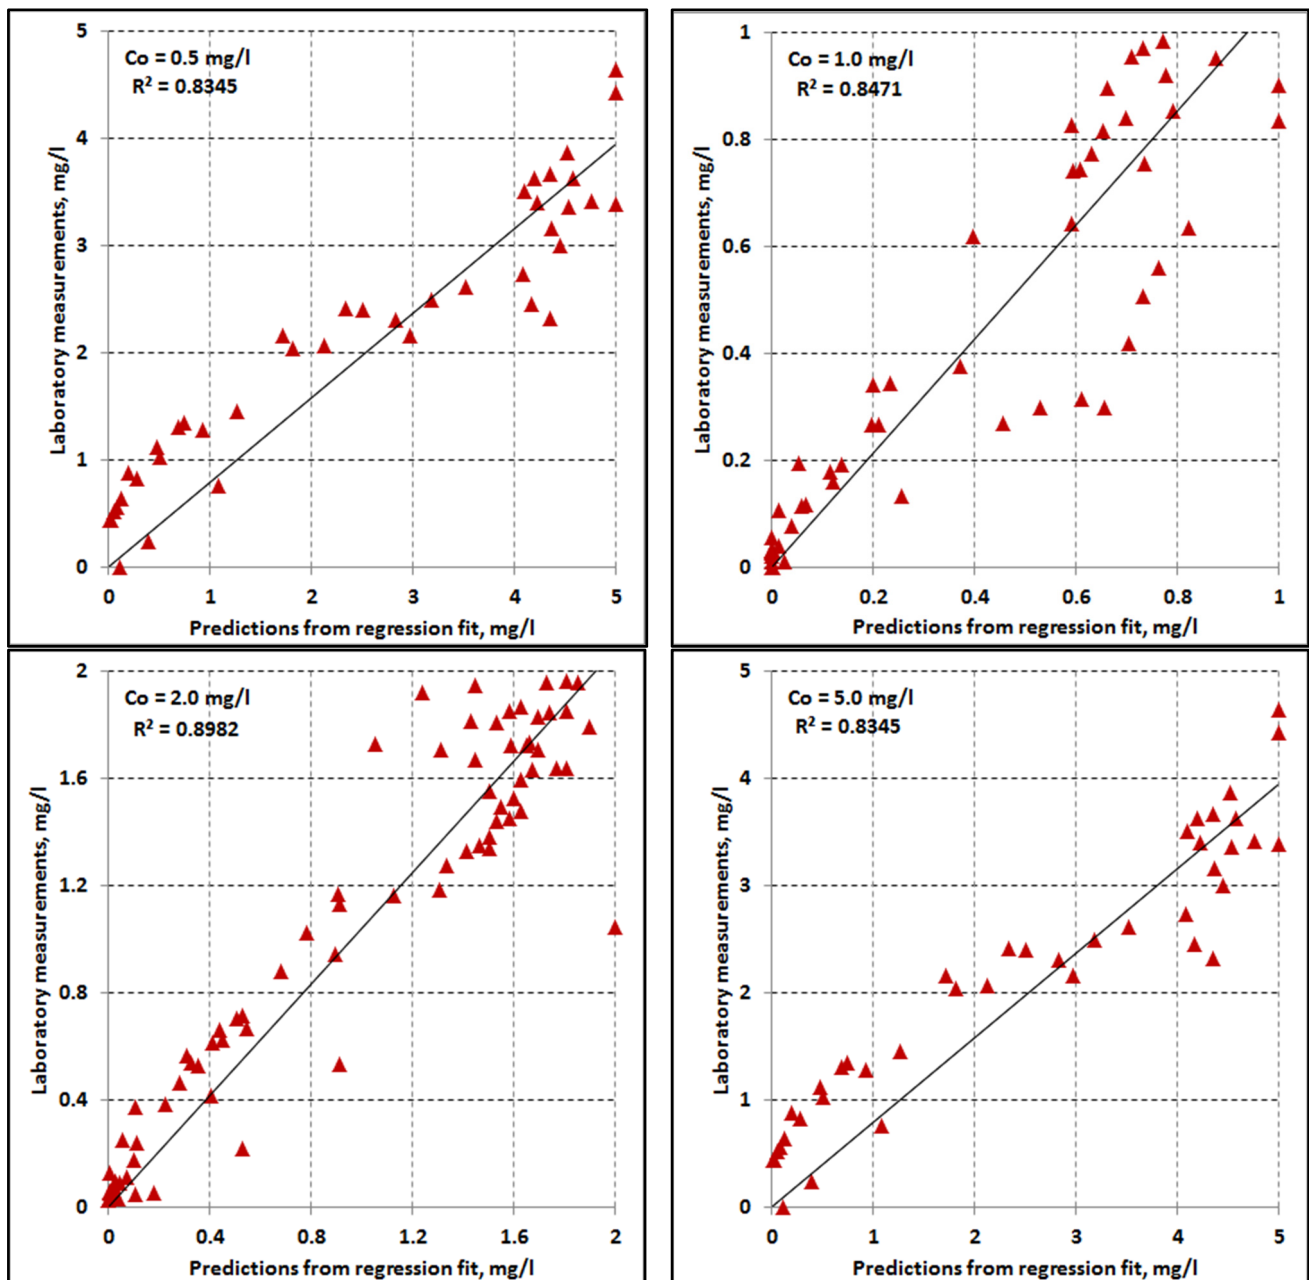 Co = 0.5 mg/l
R² = 0.8345
5
4
3
2
1
0
Laboratory measurements, mg/l
0 1 2 3 4 5
Predictions from regression fit, mg/l
Co = 1.0 mg/l
R² = 0.8471
1
0.8
0.6
0.4
0.2
0
Laboratory measurements, mg/l
0 0.2 0.4 0.6 0.8 1
Predictions from regression fit, mg/l
Co = 2.0 mg/l
R² = 0.8982
2
1.6
1.2
0.8
0.4
0
Laboratory measurements, mg/l
0 0.4 0.8 1.2 1.6 2
Predictions from regression fit, mg/l
Co = 5.0 mg/l
R² = 0.8345
5
4
3
2
1
0
Laboratory measurements, mg/l
0 1 2 3 4 5
Predictions from regression fit, mg/l